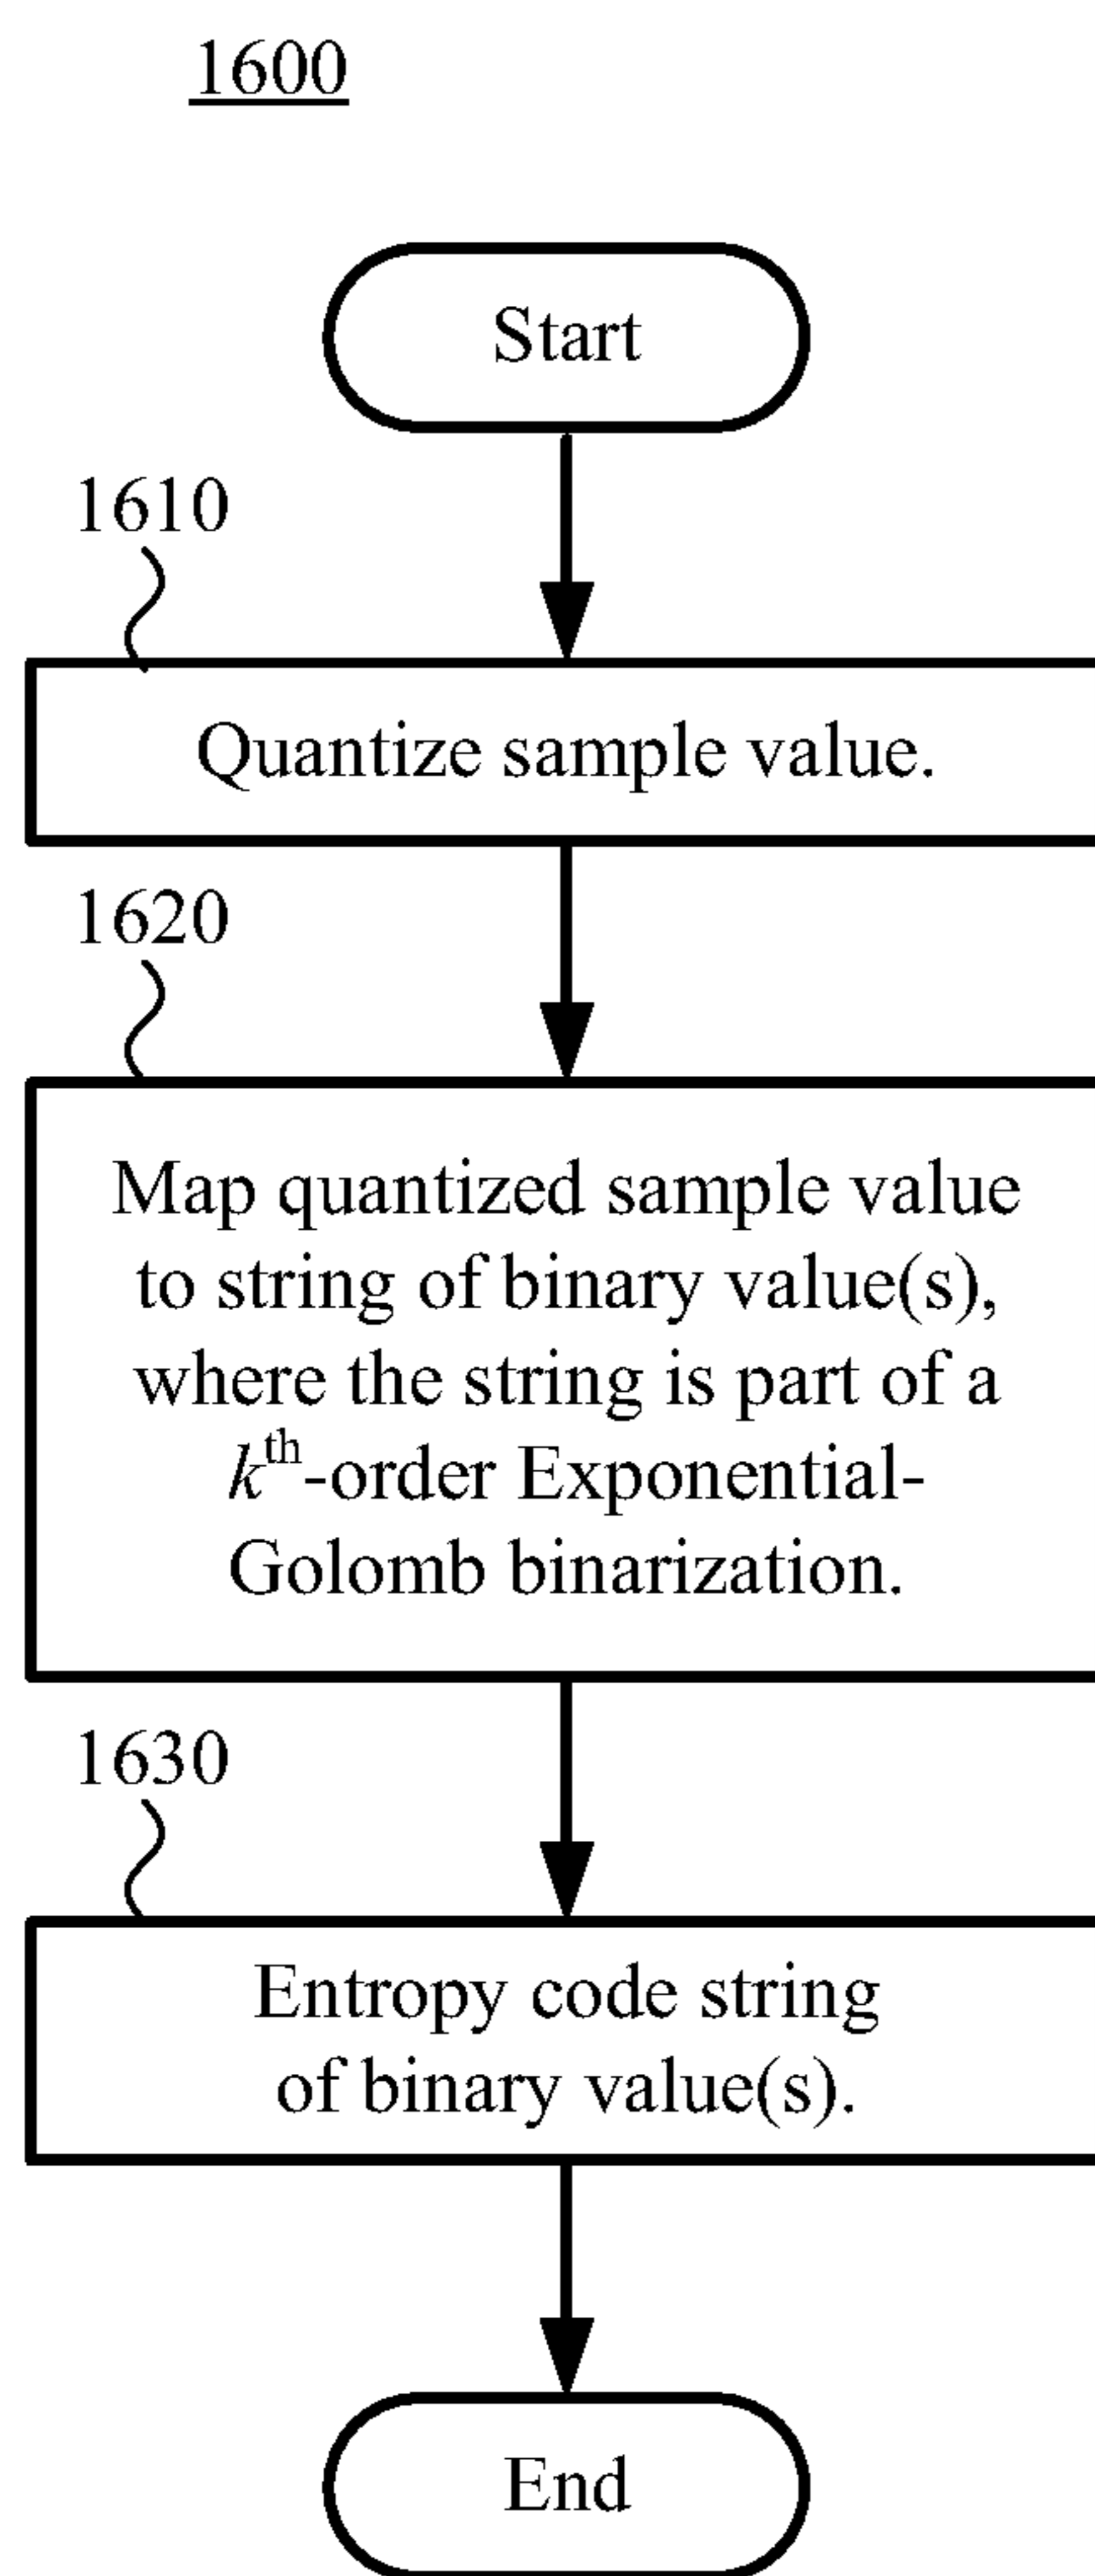 1600
Start
1610
Quantize sample value.
1620
Map quantized sample value
to string of binary value(s),
where the string is part of a
kth-order Exponential-
Golomb binarization.
1630
Entropy code string
of binary value(s).
End